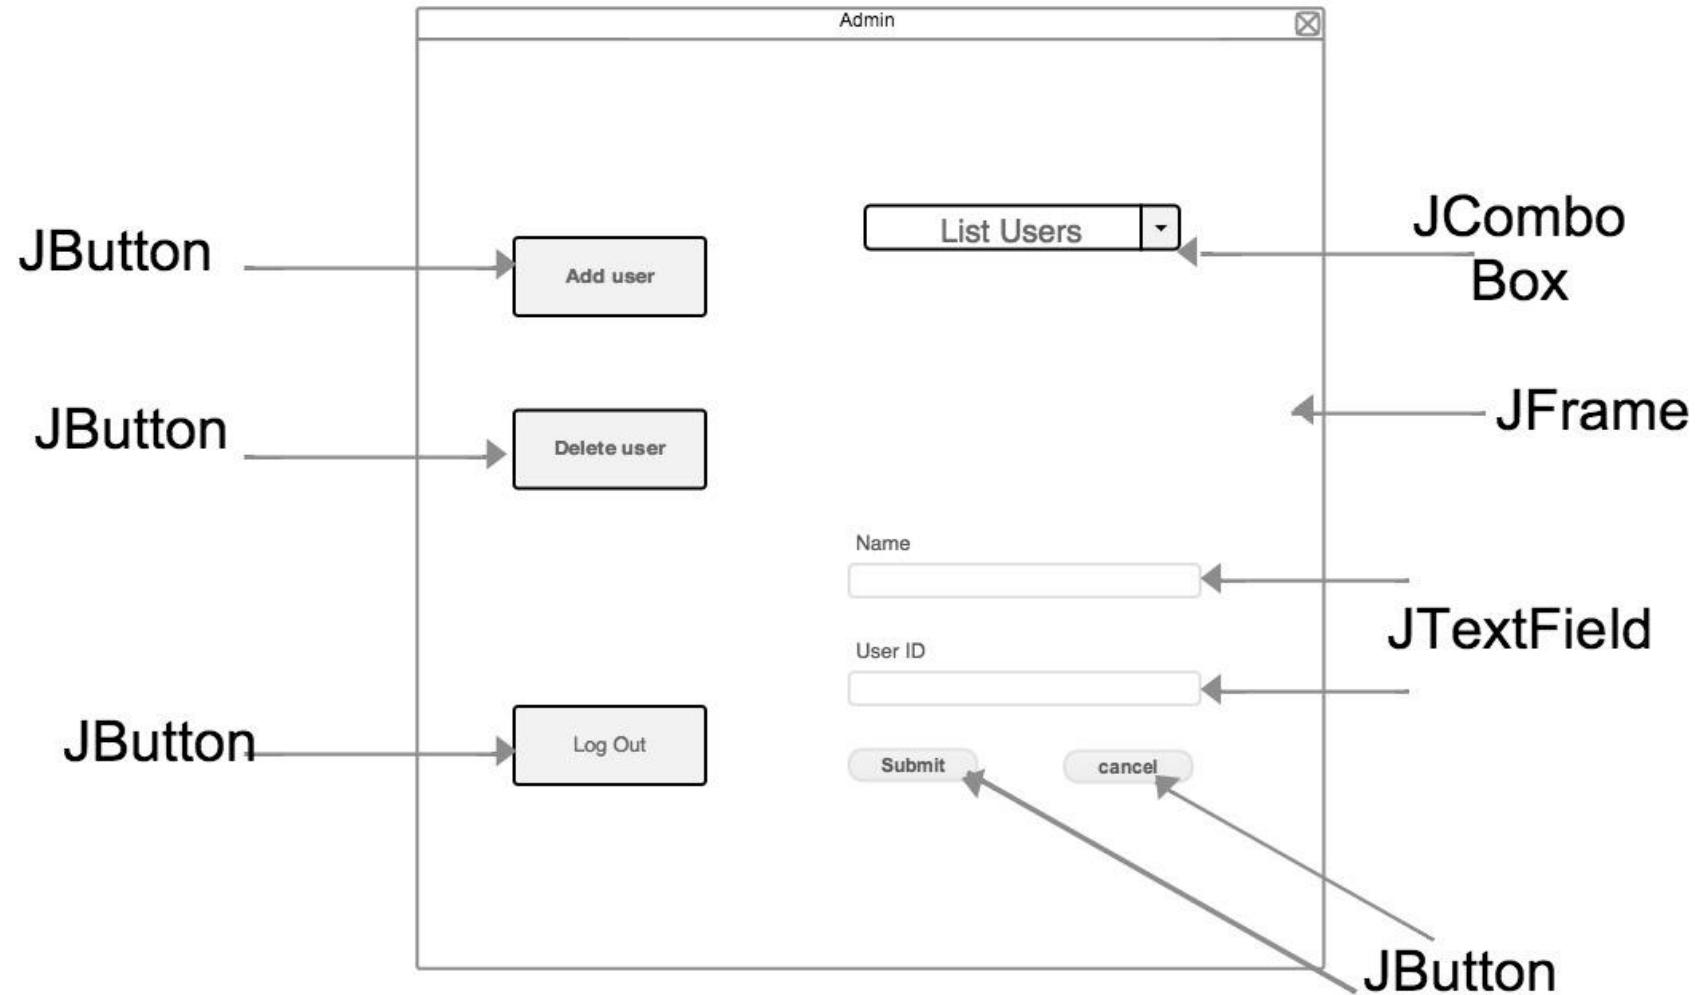 Admin
JButton
Add user
List Users
JCombo
Box
JButton
Delete user
JFrame
Name
User ID
JTextField
JButton
Log Out
Submit
cancel
JButton